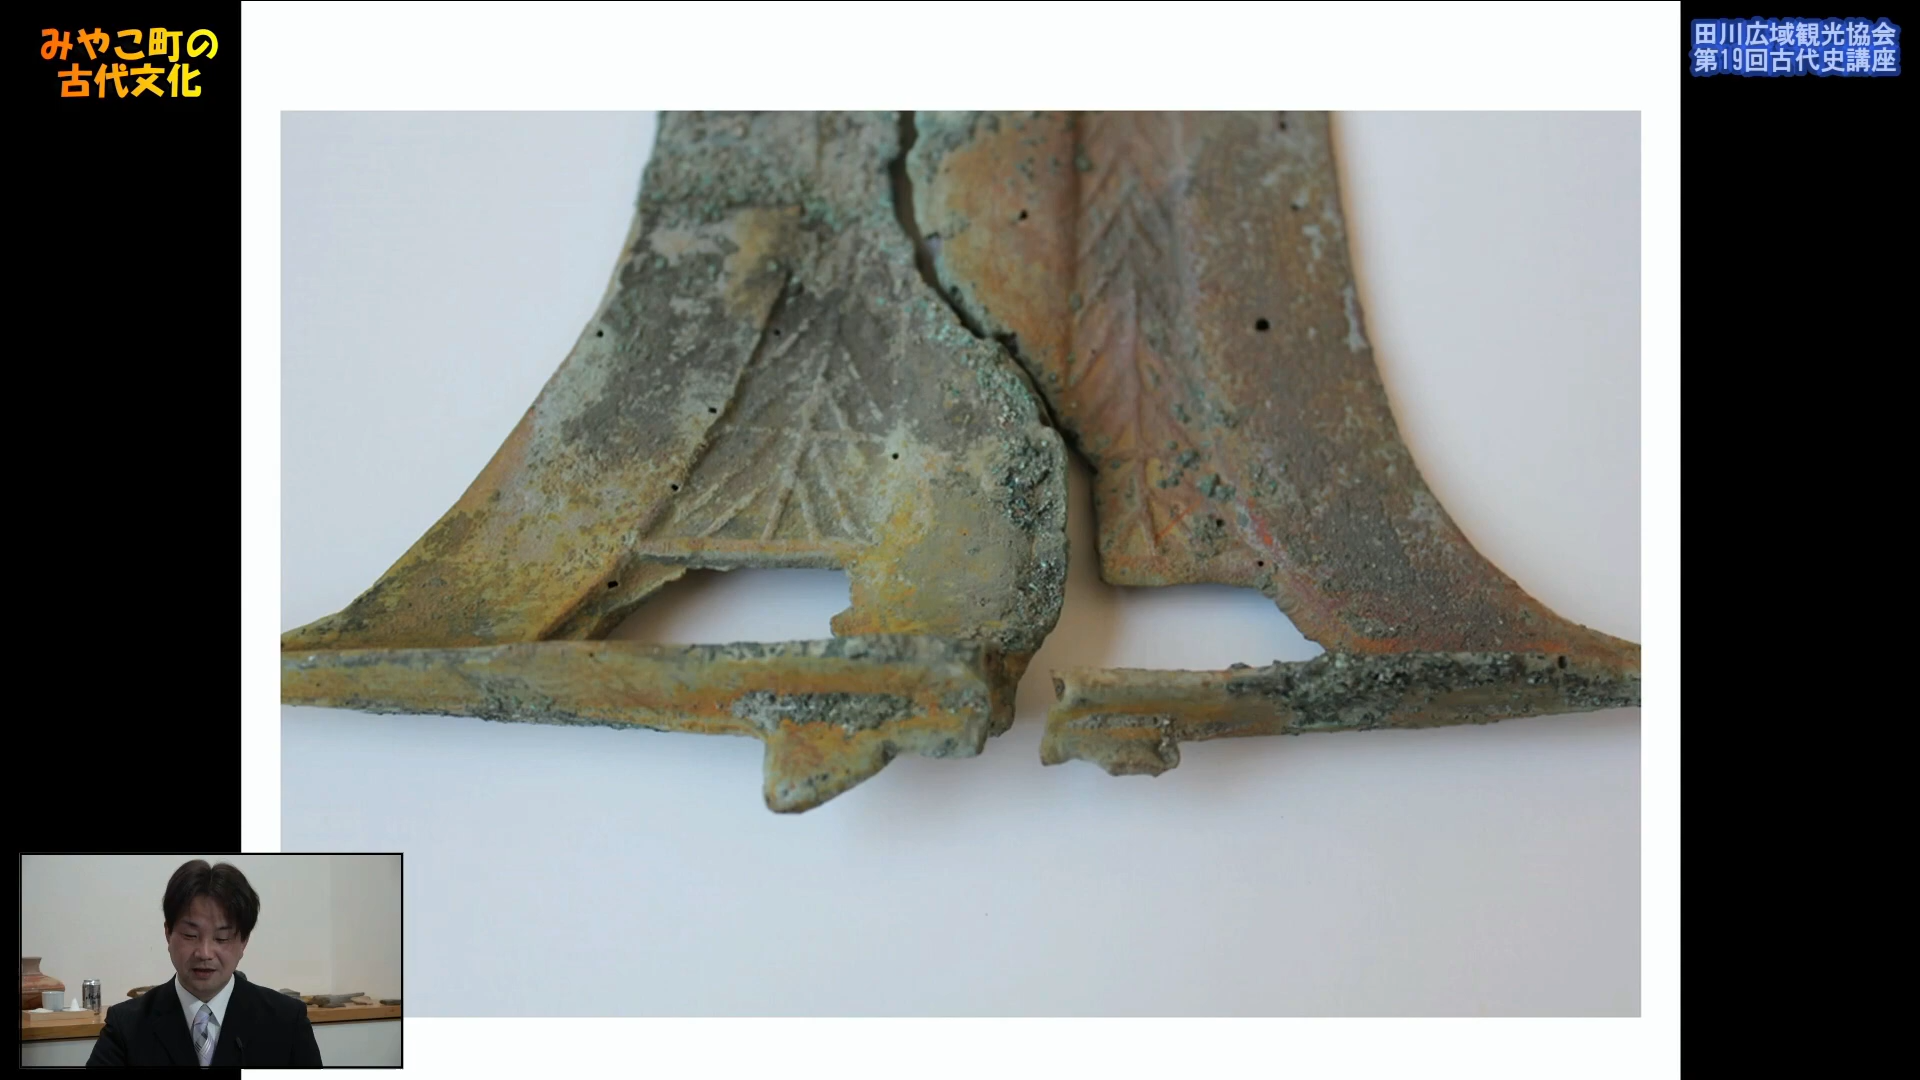 みやこ町の
古代文化
田川広域観光協会
第19回古代史講座